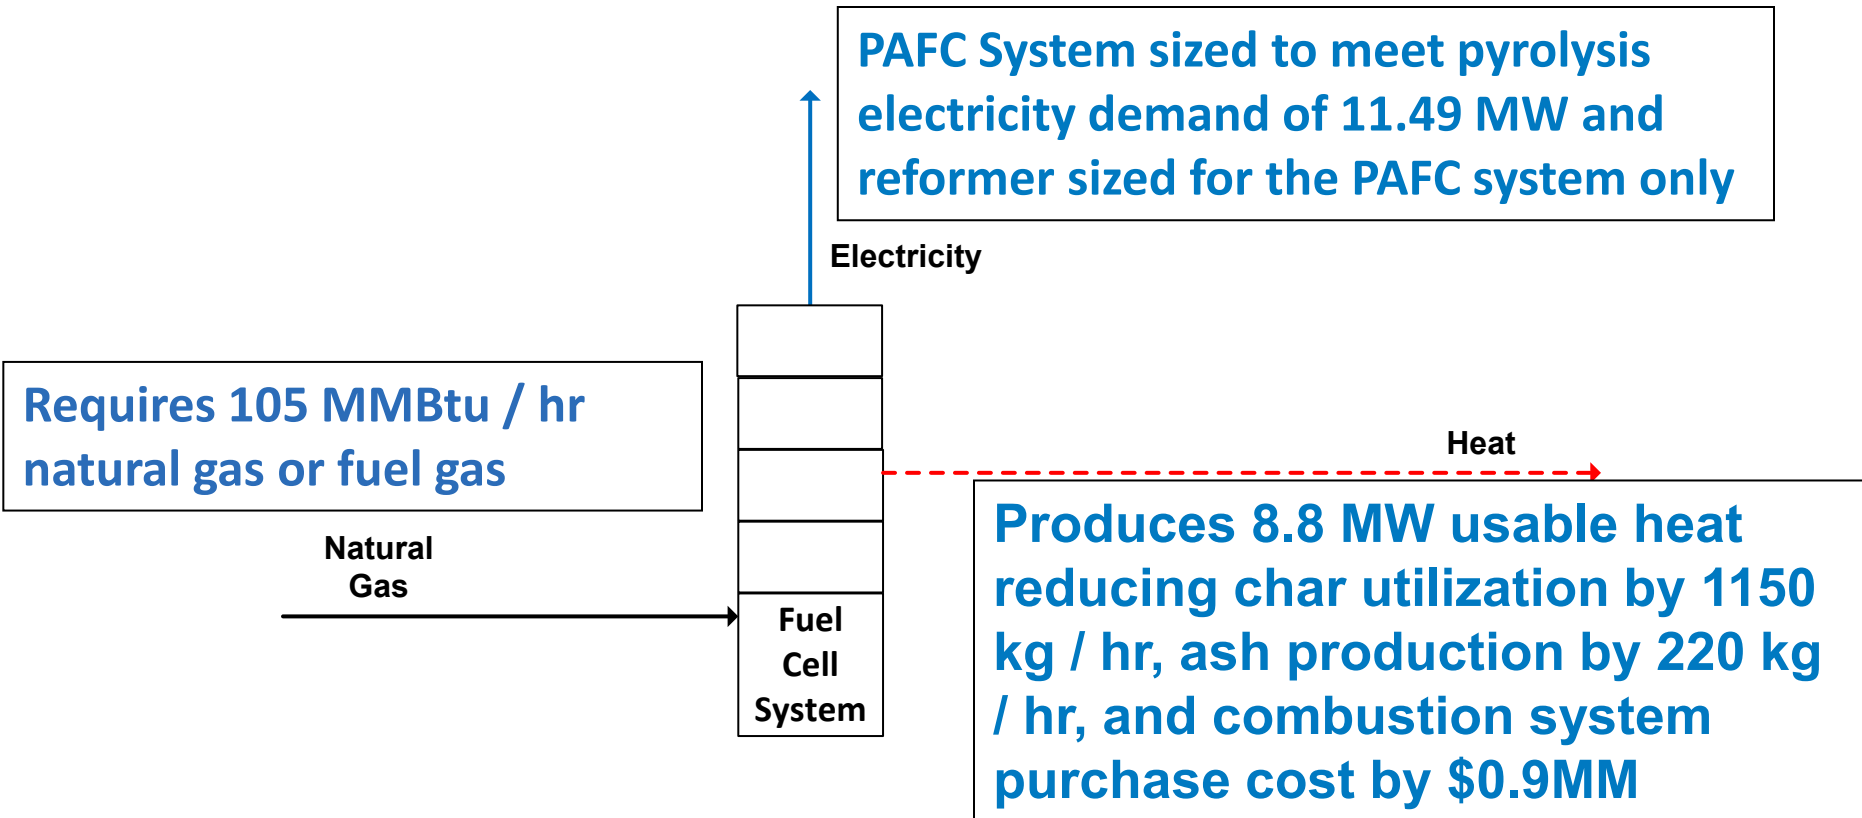 PAFC System sized to meet pyrolysis
electricity demand of 11.49 MW and
reformer sized for the PAFC system only
Electricity
Requires 105 MMBtu / hr
natural gas or fuel gas
Natural
Gas
Fuel
Cell
System
Heat
Produces 8.8 MW usable heat
reducing char utilization by 1150
kg / hr, ash production by 220 kg
/ hr, and combustion system
purchase cost by $0.9MM